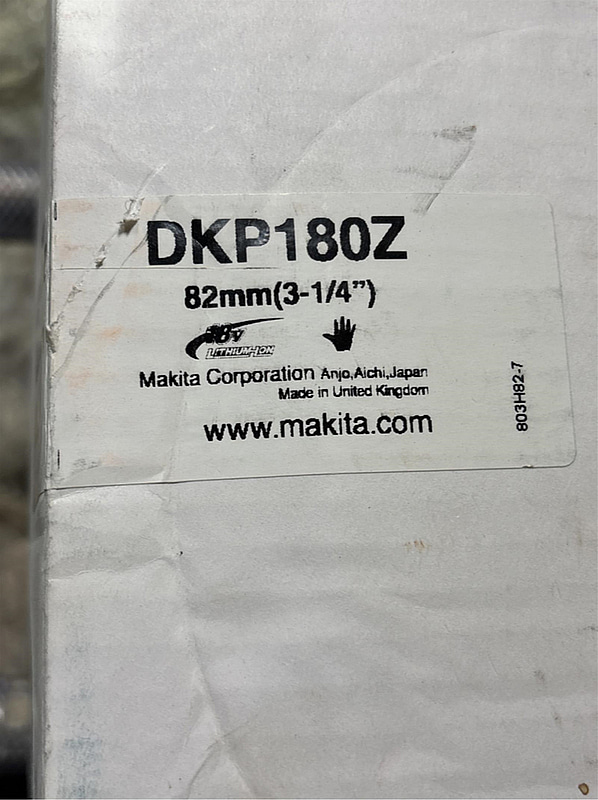 DKP180Z
82mm(3-1/4”)
18v
LITHIUM-ION
Makita Corporation Anjo,Aichi,Japan
Made in United Kingdom
www.makita.com
803H82-7